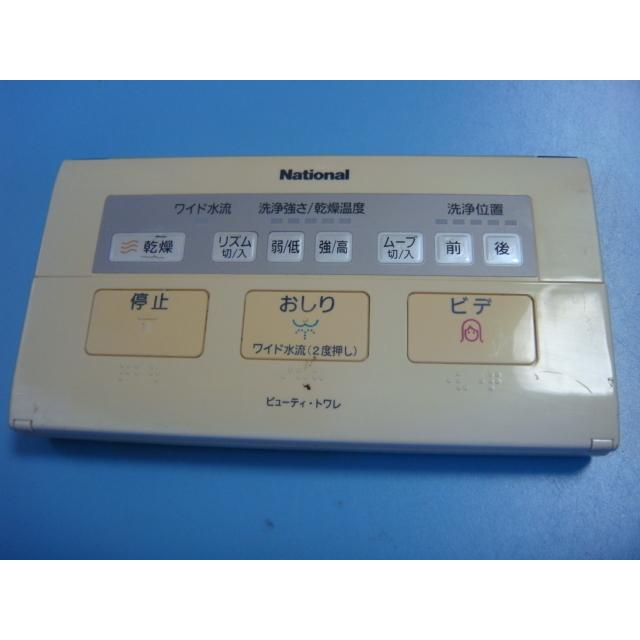 National
ワイド水流 洗浄強さ/乾燥温度 洗浄位置
乾燥 リズム 切/入 弱/低 強/高 ムーブ 切/入 前 後
停止 おしり ビデ
ワイド水流(2度押し)
ビューティ・トワレ